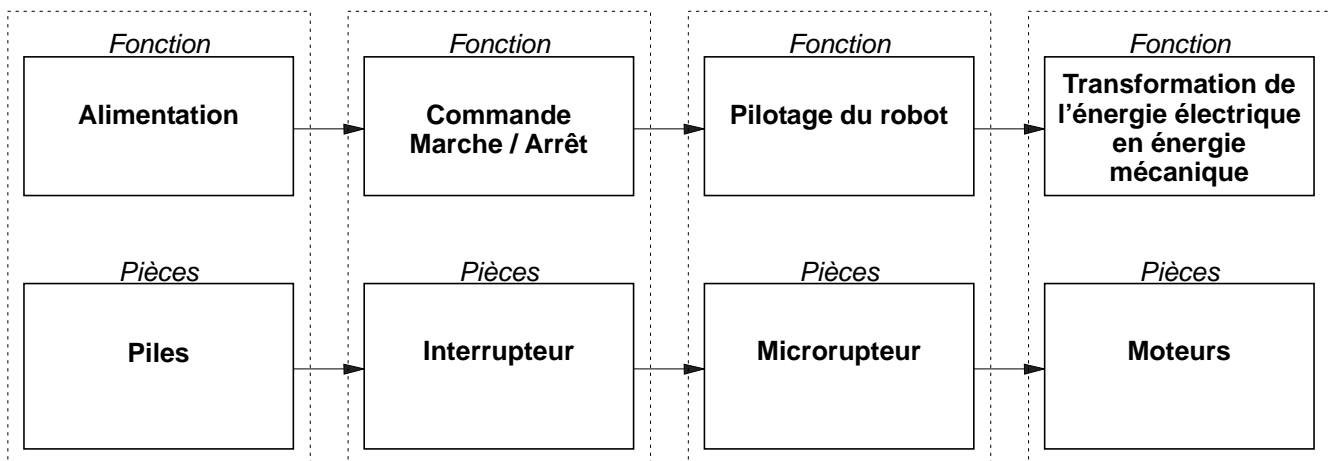 Fonction
Fonction
Fonction
Fonction
Alimentation
Commande
Marche / Arrêt
Pilotage du robot
Transformation de
l’énergie électrique
en énergie
mécanique
Pièces
Pièces
Pièces
Pièces
Piles
Interrupteur
Microrupteur
Moteurs